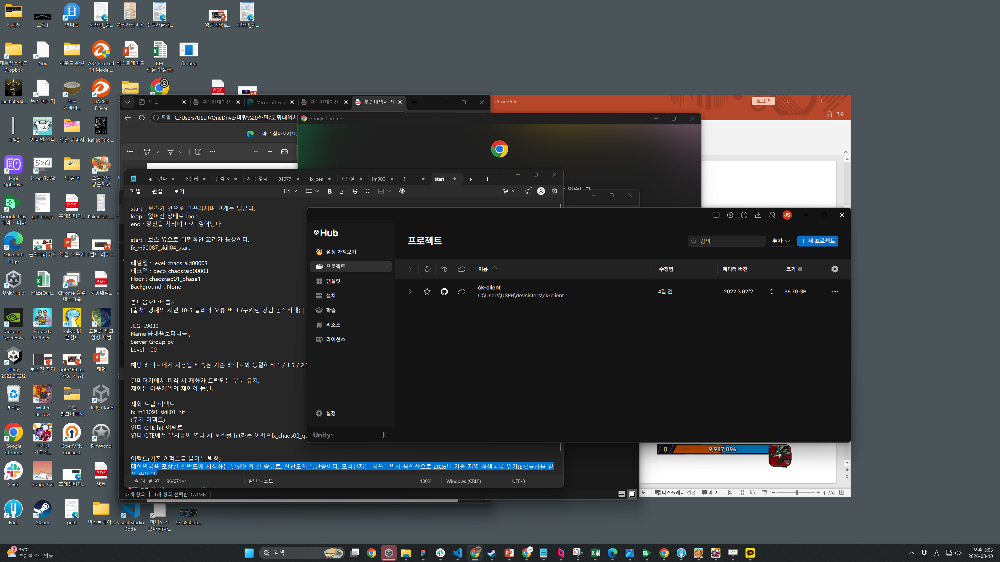 기획서
그림1
반디컷
서재현_중...
여권사진비용
주택자금대...
영광의항로...
서재현_이...
데브시스터즈
Dropbox
Nox
사운드 관련
A87 Pro Lcd
Tri Mode ...
비스트레이드
BM
만들기(샘플)
ffmpeg
cae924ed4...
녹스 매니저
카드
서바이...
DAREU
Driver
그림2
애니멀 스파
전달 이미지
KakaoTalk_...
Logi
Options+
ScreenToGif
새 폴더
오믈렛에
넣을까요
Google Play
게임즈 베타
get-pip.py
프레젠테이...
KakaoTalk_...
Microsoft
Edge
불지네레이드
케던_오뚝이
F빌드 레이드
Unity Hub
MazeDun...
Chrome 원격
데스크톱
로밍내역...
GeForce
Experience
Property
Brothers-...
Palworld
팰월드
고블린 위크
암행 재벌
Unity
2022.3.62f2
보스전 정리
ppt64B9.p...
[자동 저장]
케던
휴지통
Winter
Burrow
스킬
참고이미지
Unity Cloud
Google
Chrome
쿠키런
키우기...
OpenVPN
Connect
RimWorld
Slack
Bongo Cat
프레젠테이...
영복
Fork
Steam
print
비스트레이...
Visual Studio
Code
마비노기
모바일(바...
SE-a8a0db...
새 탭
프레젠테이션2
Microsoft Edge
프레젠테이션2
로밍내역서_서
파일 C:/Users/USER/OneDrive/바탕%20화면/로밍내역서
바로 찾아보세요.
Google Chrome
PowerPoint
로그인
공유
린다
소셜레
반짝
제목 없음
81077
fx_bea
소울잼
[m900
{
start
파일 편집 보기
H1
start : 보스가 앞으로 고꾸라지며 고개를 떨군다.
loop : 엎어진 상태로 loop
end : 정신을 차리며 다시 일어난다.
start : 보스 옆으로 위협적인 꼬리가 등장한다.
fx_m90087_skill04_start
레벨맵 : level_chaosraid00003
데코맵 : deco_chaosraid00003
Floor : chaosraid01_phase1
Background : None
봄내음보다너를
[출처] 명계의 시련 10-5 클리어 오류 버그 (쿠키런 킹덤 공식카페) |
JCGFL9039
Name 봄내음보다너를
Server Group pv
Level 100
해당 레이드에서 사용될 배속은 기존 레이드와 동일하게 1 / 1.5 / 2.5
딜미터기에서 피격 시 재화가 드랍되는 부분 유지.
재화는 아웃게임의 재화와 동일.
재화 드랍 이펙트
fx_m11091_skill01_hit
(쿠키 이펙트)
연타 QTE hit 이펙트
연타 QTE에서 유저들이 연타 시 보스를 hit하는 이펙트fx_chaos02_qt
이펙트(기존 이펙트를 붙이는 방향)
대한민국을 포함한 한반도에 서식하는 달팽이의 한 종류로, 한반도의 특산종이다. 모식산지는 서울특별시 북한산으로 2026년 기준 지역 적색목록 위기(EN)등급을 받
은 종이다.
줄 34, 열 97
96/671자
일반 텍스트
100%
Windows (CRLF)
UTF-8
37개 항목
1개 항목 선택함 3.81MB
JS
Hub
설정 가져오기
프로젝트
템플릿
설치
학습
리소스
라이선스
설정
Unity
프로젝트
검색
추가
+ 새 프로젝트
이름
수정됨
에디터 버전
크기
ck-client
C:\Users\USER\devsisters\ck-client
4일 전
2022.3.62f2
36.79 GB
0
9,987,096
노트
디스플레이 설정
메모
115%
3
35°C
부분적으로 맑음
검색
TALK
A
오후 5:03
2026-08-10